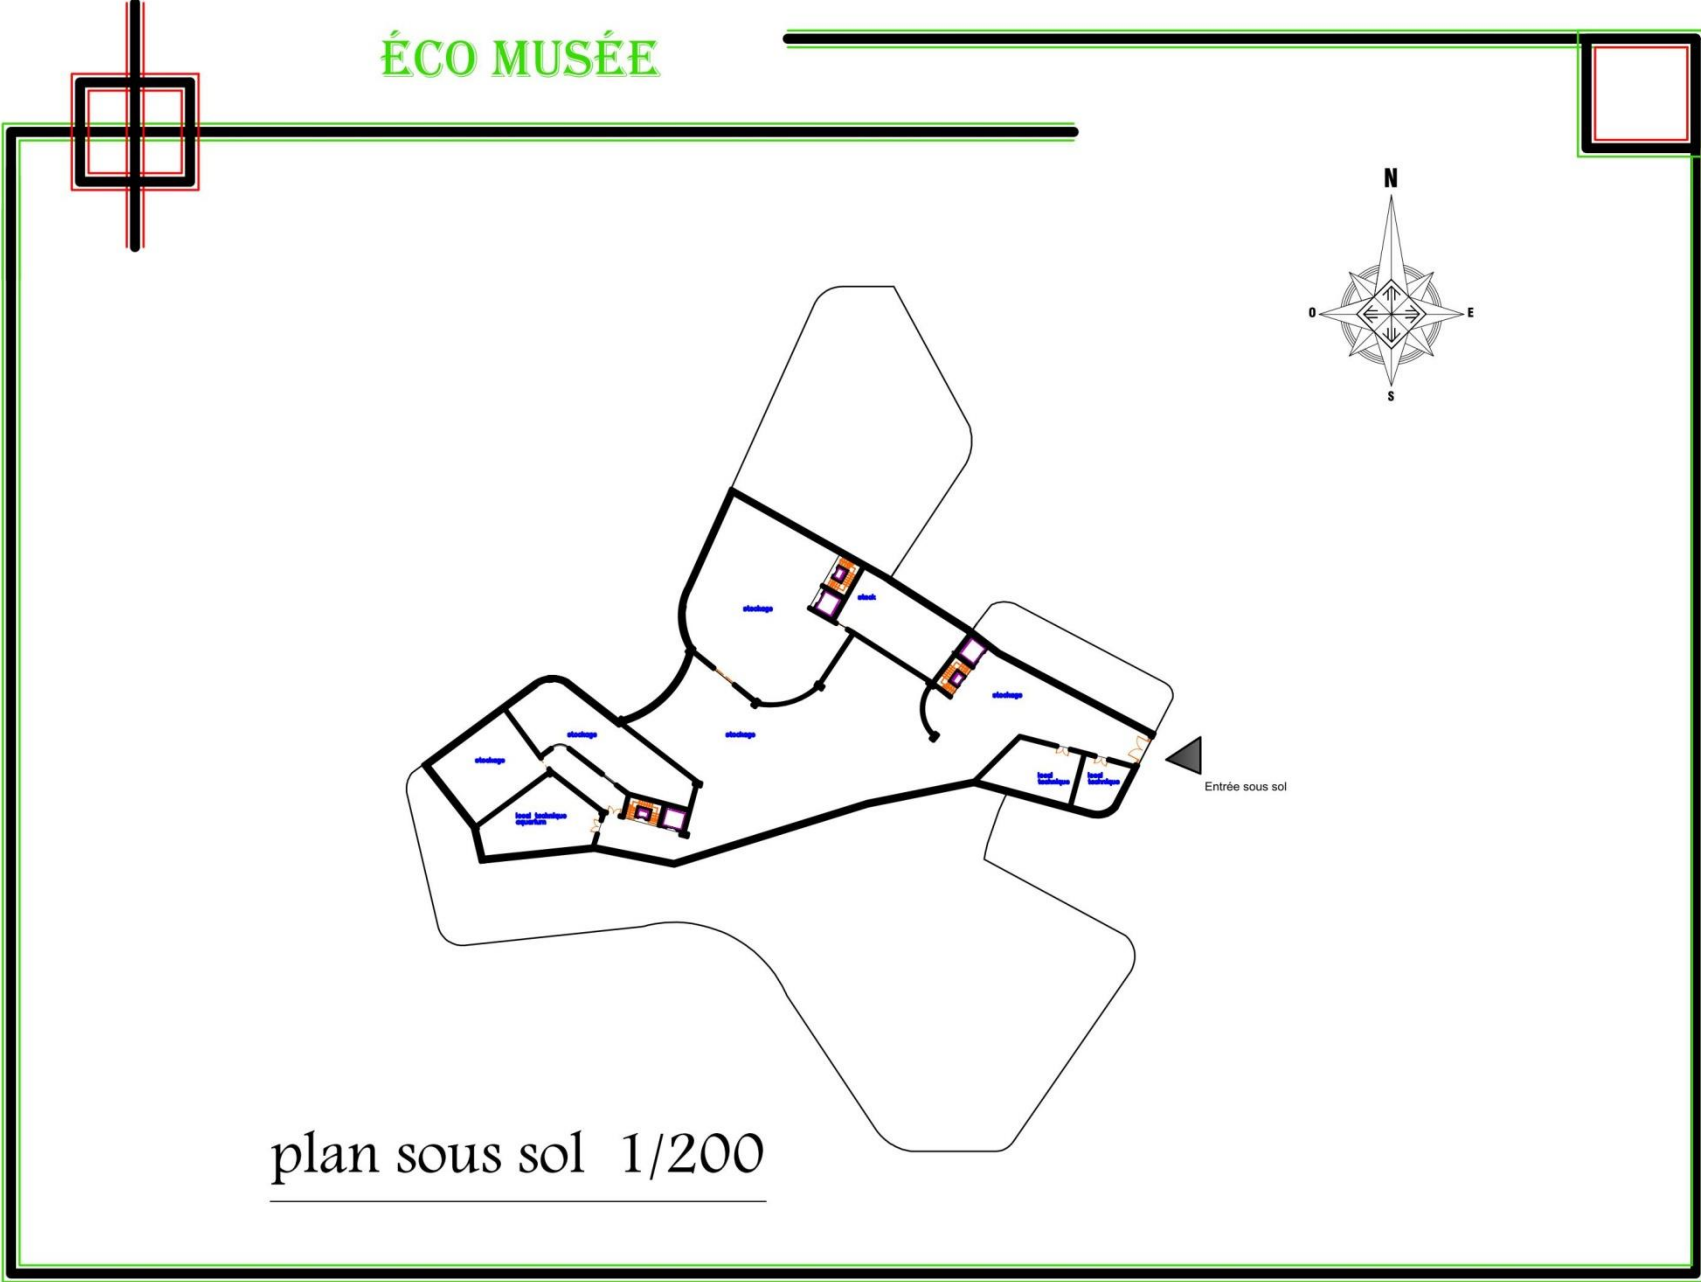 ÉCO MUSÉE
N
O
E
S
stockage
stock
stockage
stockage
stockage
stockage
local
technique
local
technique
local technique
aquarium
Entrée sous sol
plan sous sol 1/200